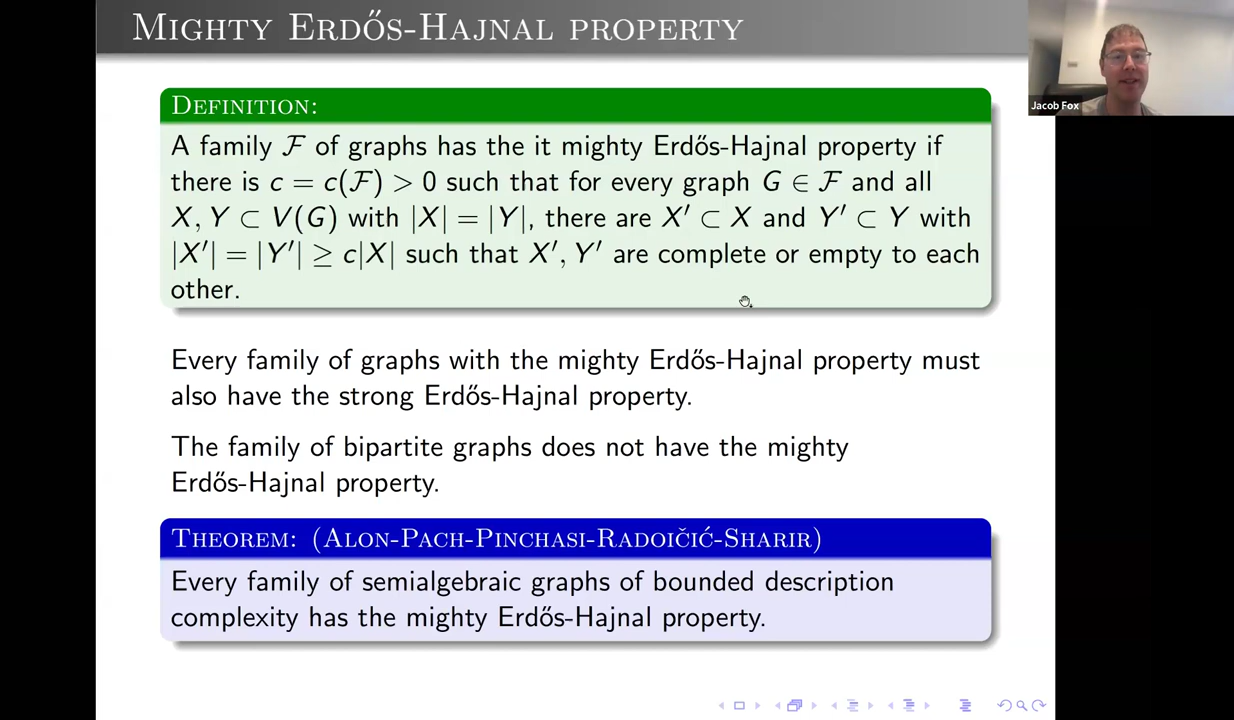 MIGHTY ERDŐS-HAJNAL PROPERTY
Jacob Fox
DEFINITION:
A family ℱ of graphs has the it mighty Erdős-Hajnal property if
there is c = c(ℱ) > 0 such that for every graph G ∈ ℱ and all
X, Y ⊂ V(G) with |X| = |Y|, there are X′ ⊂ X and Y′ ⊂ Y with
|X′| = |Y′| ≥ c|X| such that X′, Y′ are complete or empty to each
other.
Every family of graphs with the mighty Erdős-Hajnal property must
also have the strong Erdős-Hajnal property.
The family of bipartite graphs does not have the mighty
Erdős-Hajnal property.
THEOREM: (ALON-PACH-PINCHASI-RADOIČIĆ-SHARIR)
Every family of semialgebraic graphs of bounded description
complexity has the mighty Erdős-Hajnal property.